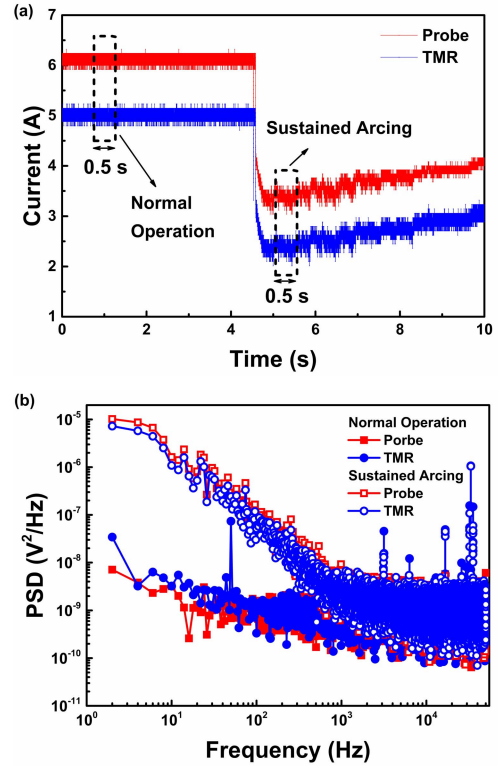 (a)
7
6
5
4
3
2
1
Current (A)
Probe
TMR
0.5 s
Normal
Operation
Sustained Arcing
0.5 s
0 2 4 6 8 10
Time (s)
(b)
10-5
10-6
10-7
10-8
10-9
10-10
10-11
PSD (V2/Hz)
Normal Operation
Porbe
TMR
Sustained Arcing
Probe
TMR
100 101 102 103 104
Frequency (Hz)